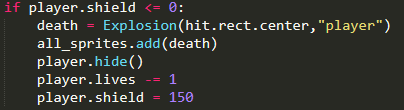 if player.shield <= 0:
    death = Explosion(hit.rect.center,"player")
    all_sprites.add(death)
    player.hide()
    player.lives -= 1
    player.shield = 150